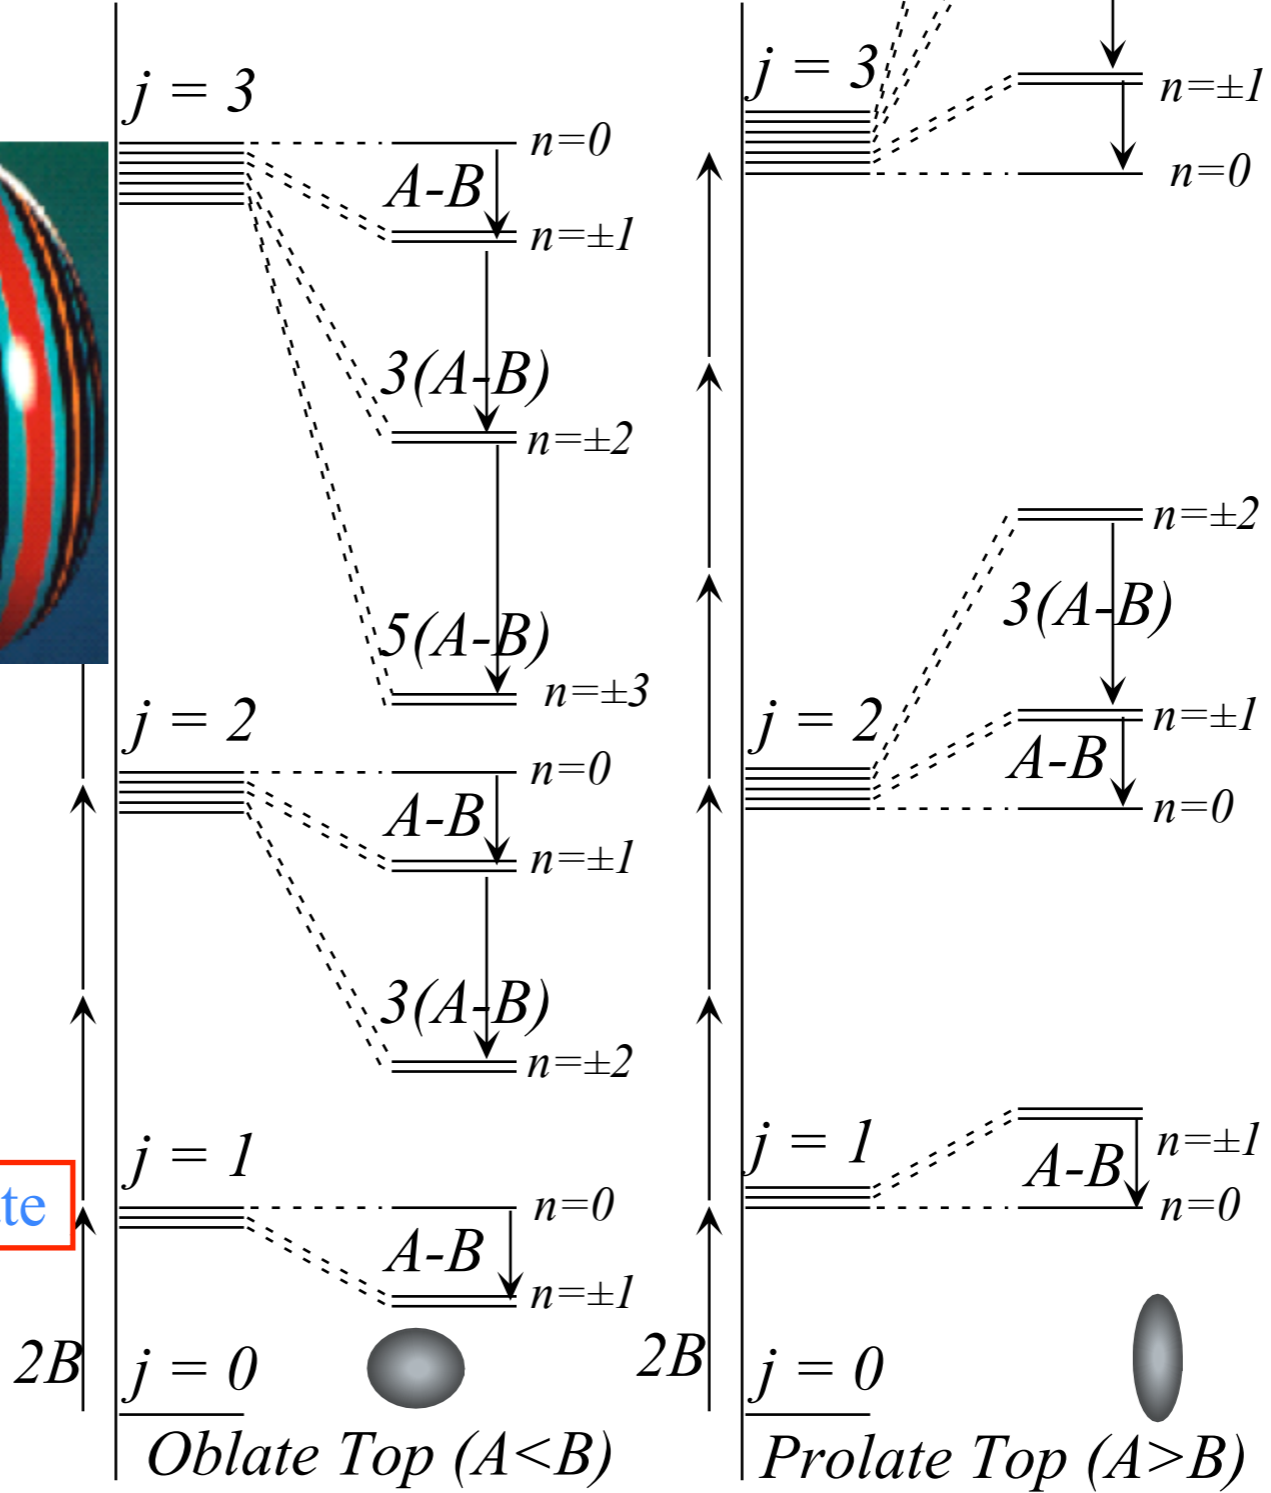 j = 3
n=0
A-B
n=±1
3(A-B)
n=±2
5(A-B)
n=±3
j = 2
n=0
A-B
n=±1
3(A-B)
n=±2
j = 1
te
n=0
A-B
n=±1
2B
j = 0
Oblate Top (A<B)
j = 3
n=±1
n=0
n=±2
3(A-B)
j = 2
n=±1
A-B
n=0
j = 1
n=±1
A-B
n=0
2B
j = 0
Prolate Top (A>B)